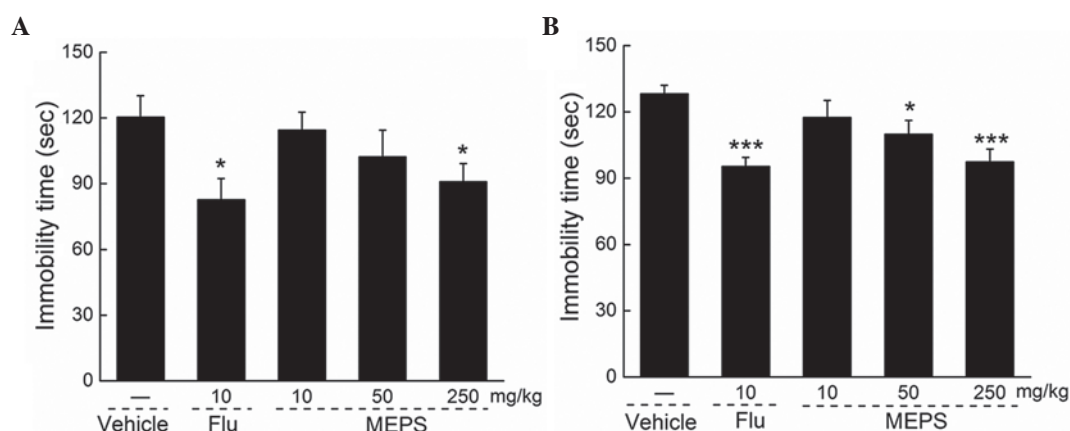 A
150
120
90
60
30
0
Immobility time (sec)
*
*
— 10 10 50 250 mg/kg
Vehicle Flu MEPS
B
150
120
90
60
30
0
Immobility time (sec)
***
*
***
— 10 10 50 250 mg/kg
Vehicle Flu MEPS